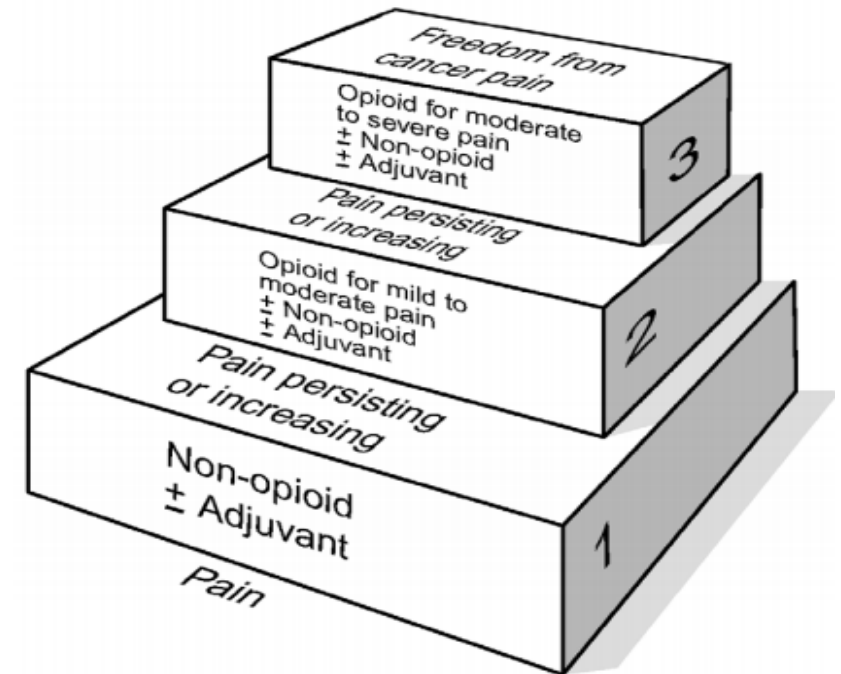 Freedom from
cancer pain
Opioid for moderate
to severe pain
± Non-opioid
± Adjuvant
3
Pain persisting
or increasing
Opioid for mild to
moderate pain
± Non-opioid
± Adjuvant
2
Pain persisting
or increasing
Non-opioid
± Adjuvant
1
Pain